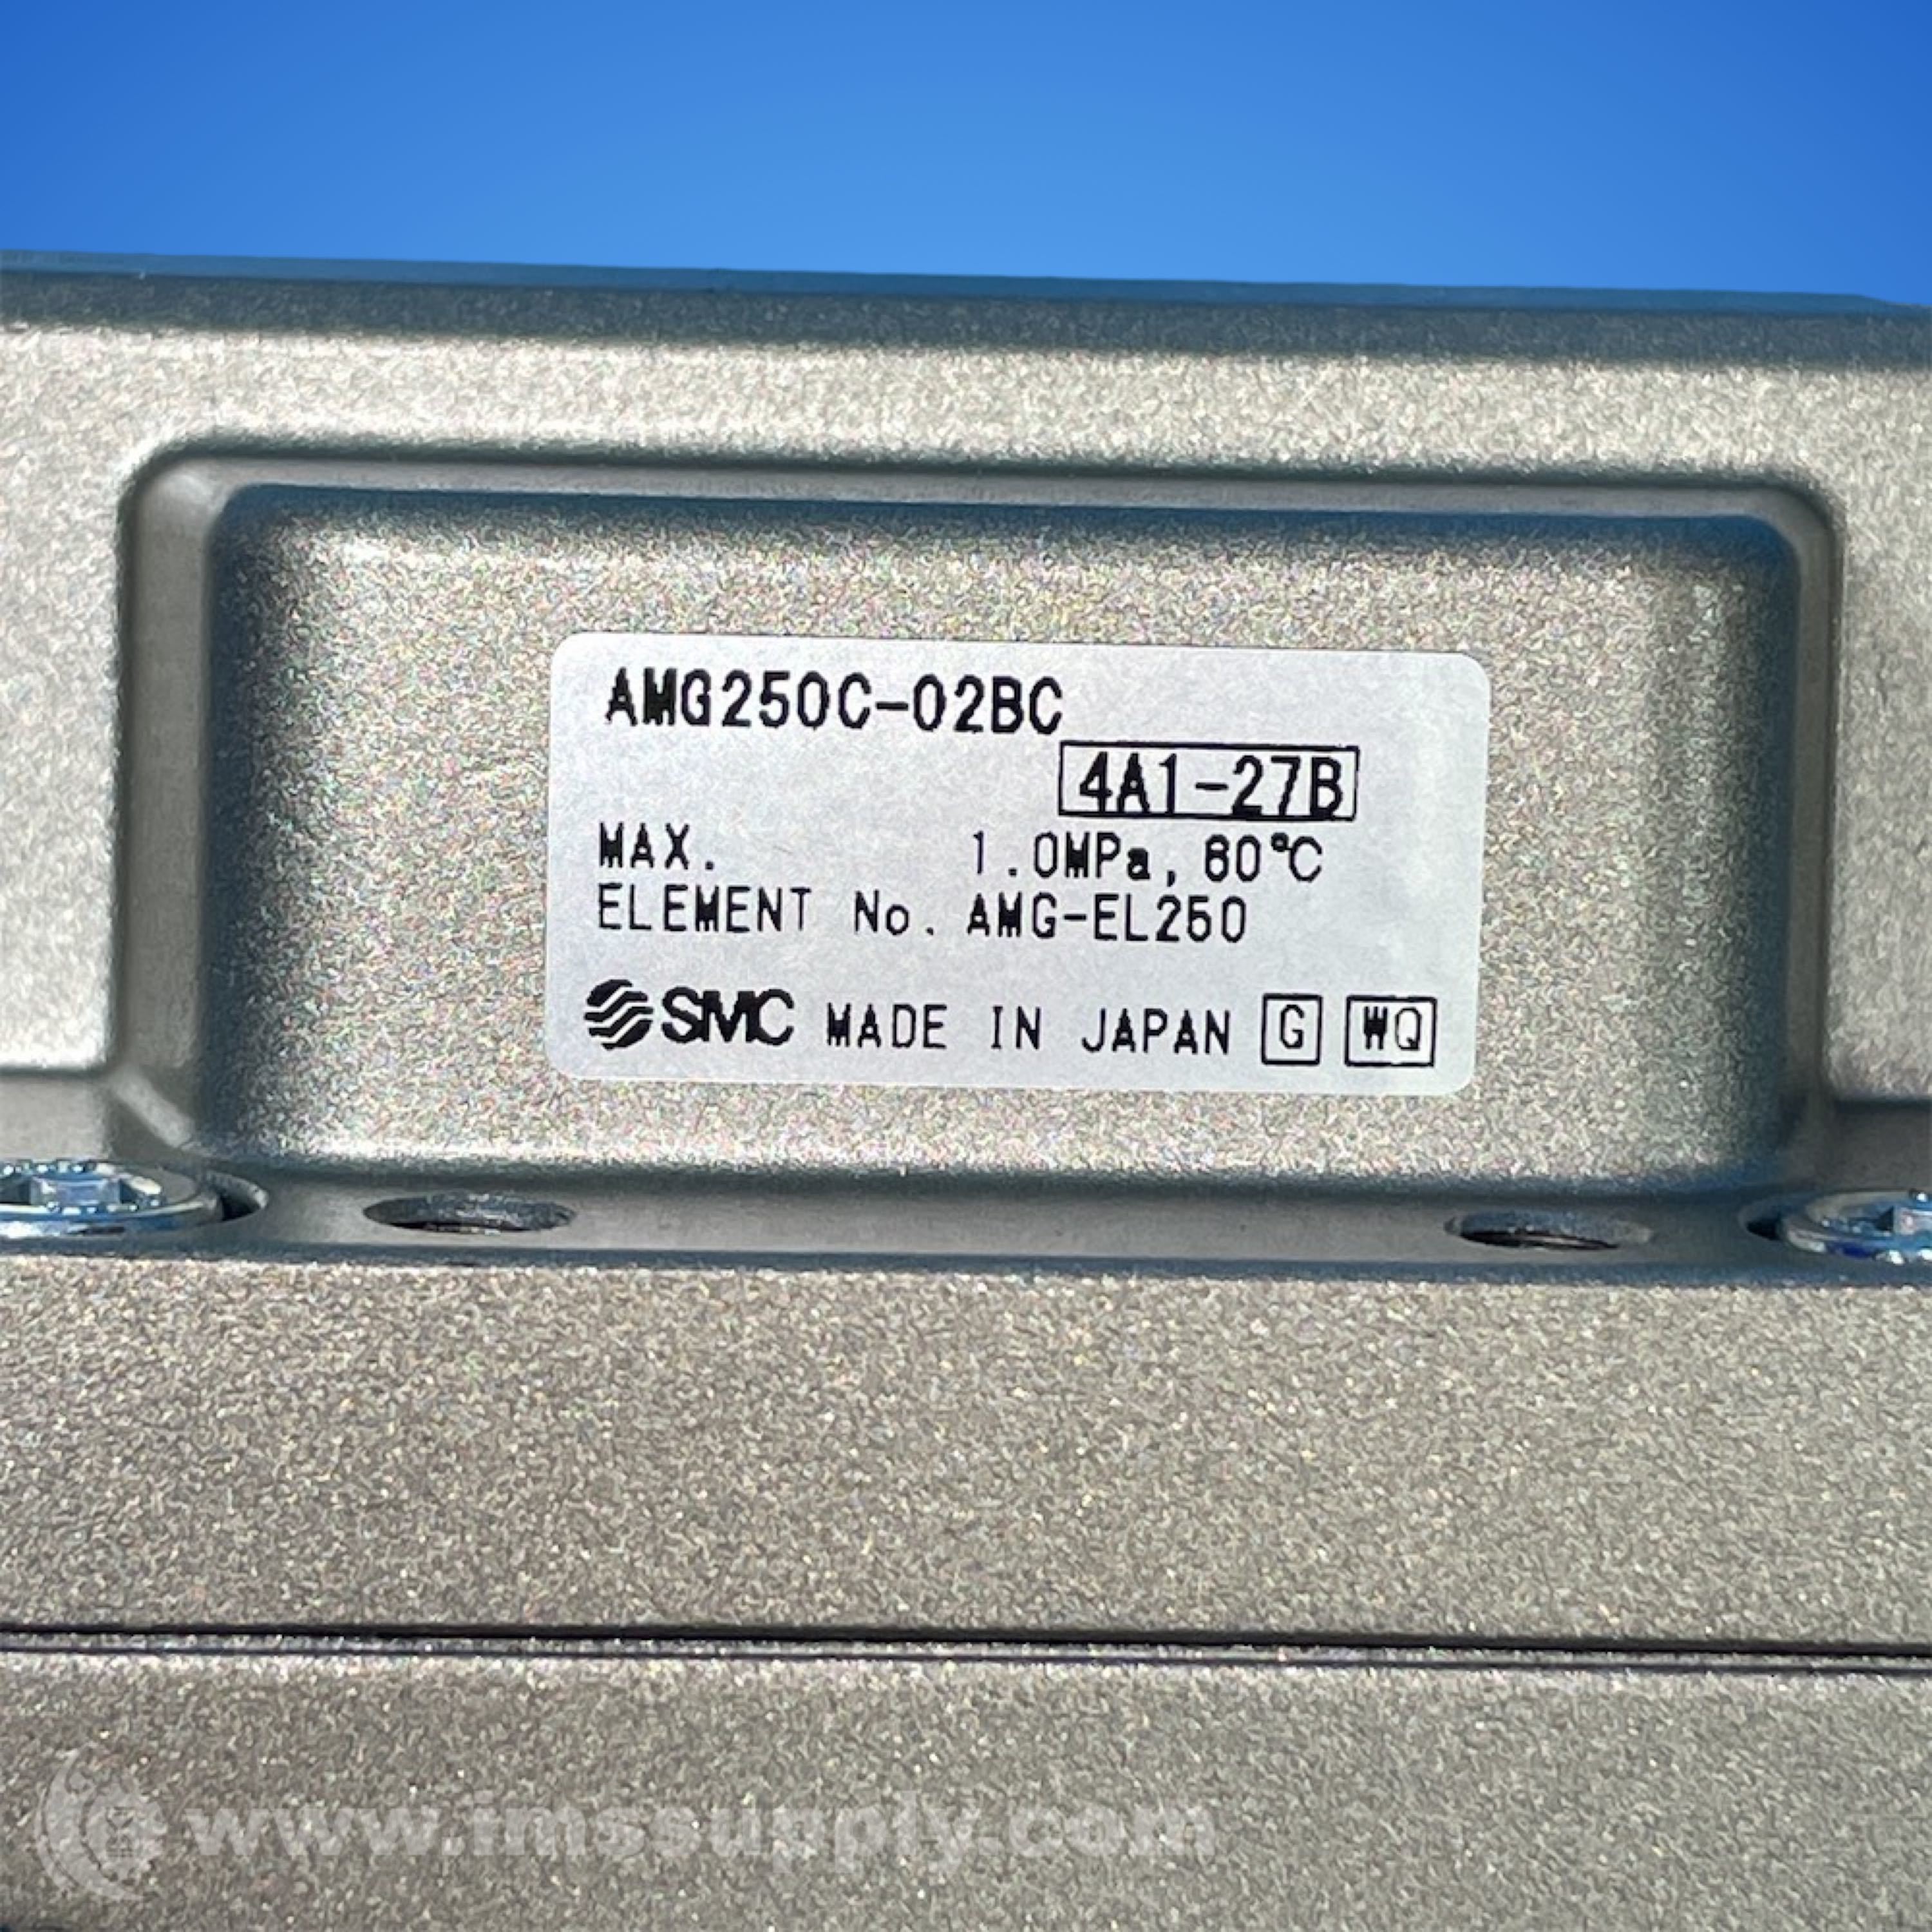 AMG250C-02BC
4A1-27B
MAX. 1.0MPa, 60℃
ELEMENT No. AMG-EL250
SMC MADE IN JAPAN G WQ
www.imssupply.com